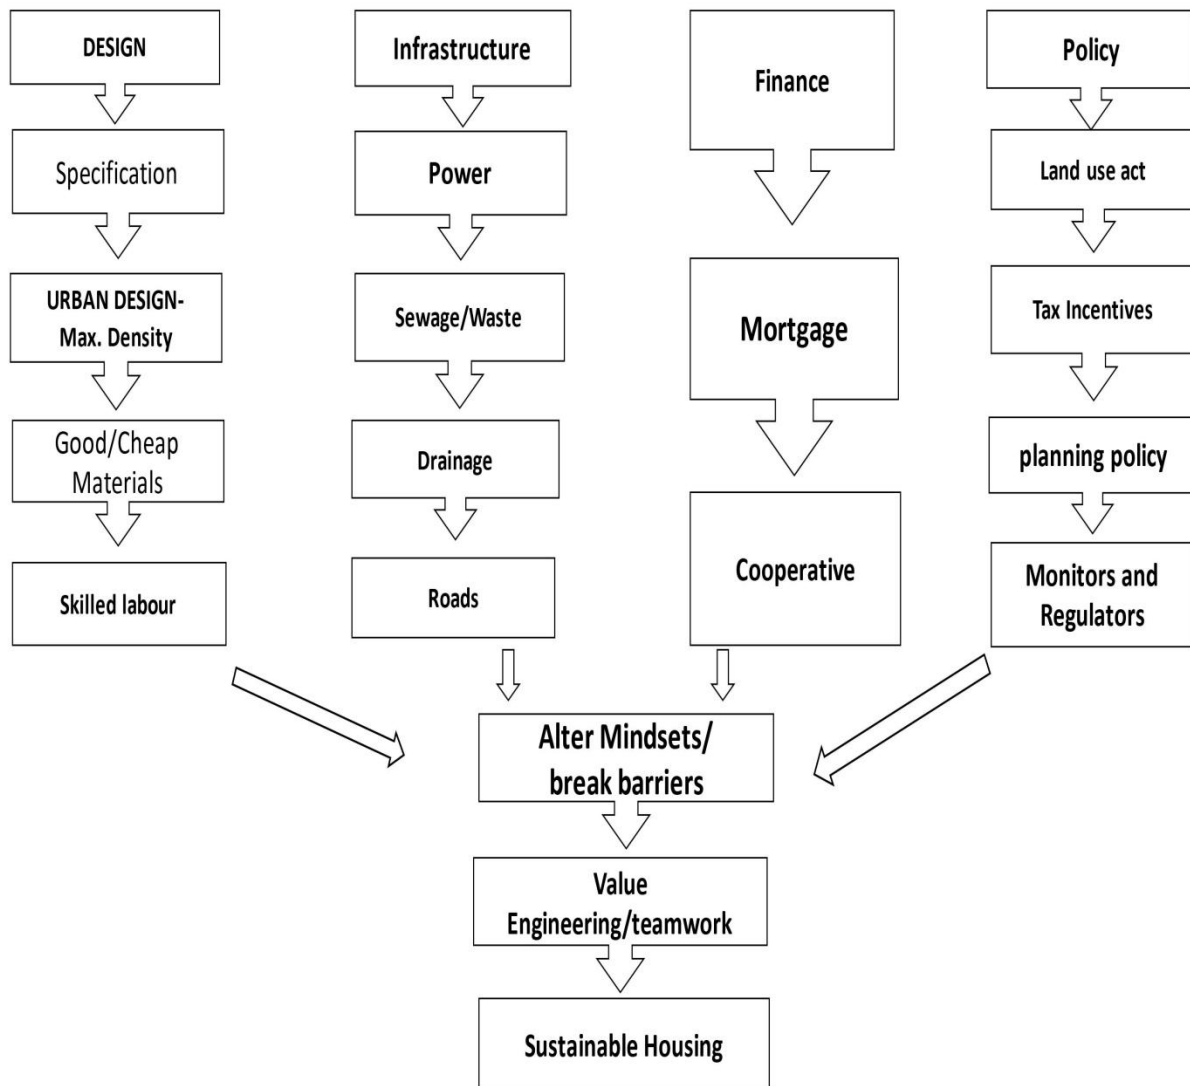 DESIGN
Specification
URBAN DESIGN-
Max. Density
Good/Cheap
Materials
Skilled labour
Infrastructure
Power
Sewage/Waste
Drainage
Roads
Finance
Mortgage
Cooperative
Policy
Land use act
Tax Incentives
planning policy
Monitors and
Regulators
Alter Mindsets/
break barriers
Value
Engineering/teamwork
Sustainable Housing